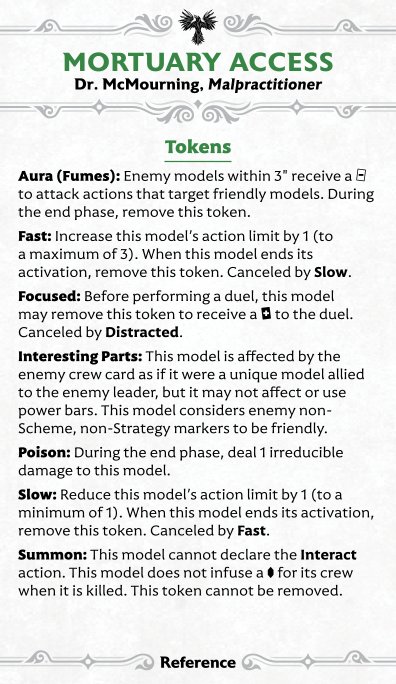 MORTUARY ACCESS
Dr. McMourning, Malpractitioner
Tokens
Aura (Fumes): Enemy models within 3" receive a
to attack actions that target friendly models. During
the end phase, remove this token.
Fast: Increase this model's action limit by 1 (to
a maximum of 3). When this model ends its
activation, remove this token. Canceled by Slow.
Focused: Before performing a duel, this model
may remove this token to receive a to the duel.
Canceled by Distracted.
Interesting Parts: This model is affected by the
enemy crew card as if it were a unique model allied
to the enemy leader, but it may not affect or use
power bars. This model considers enemy non-
Scheme, non-Strategy markers to be friendly.
Poison: During the end phase, deal 1 irreducible
damage to this model.
Slow: Reduce this model's action limit by 1 (to a
minimum of 1). When this model ends its activation,
remove this token. Canceled by Fast.
Summon: This model cannot declare the Interact
action. This model does not infuse a for its crew
when it is killed. This token cannot be removed.
Reference